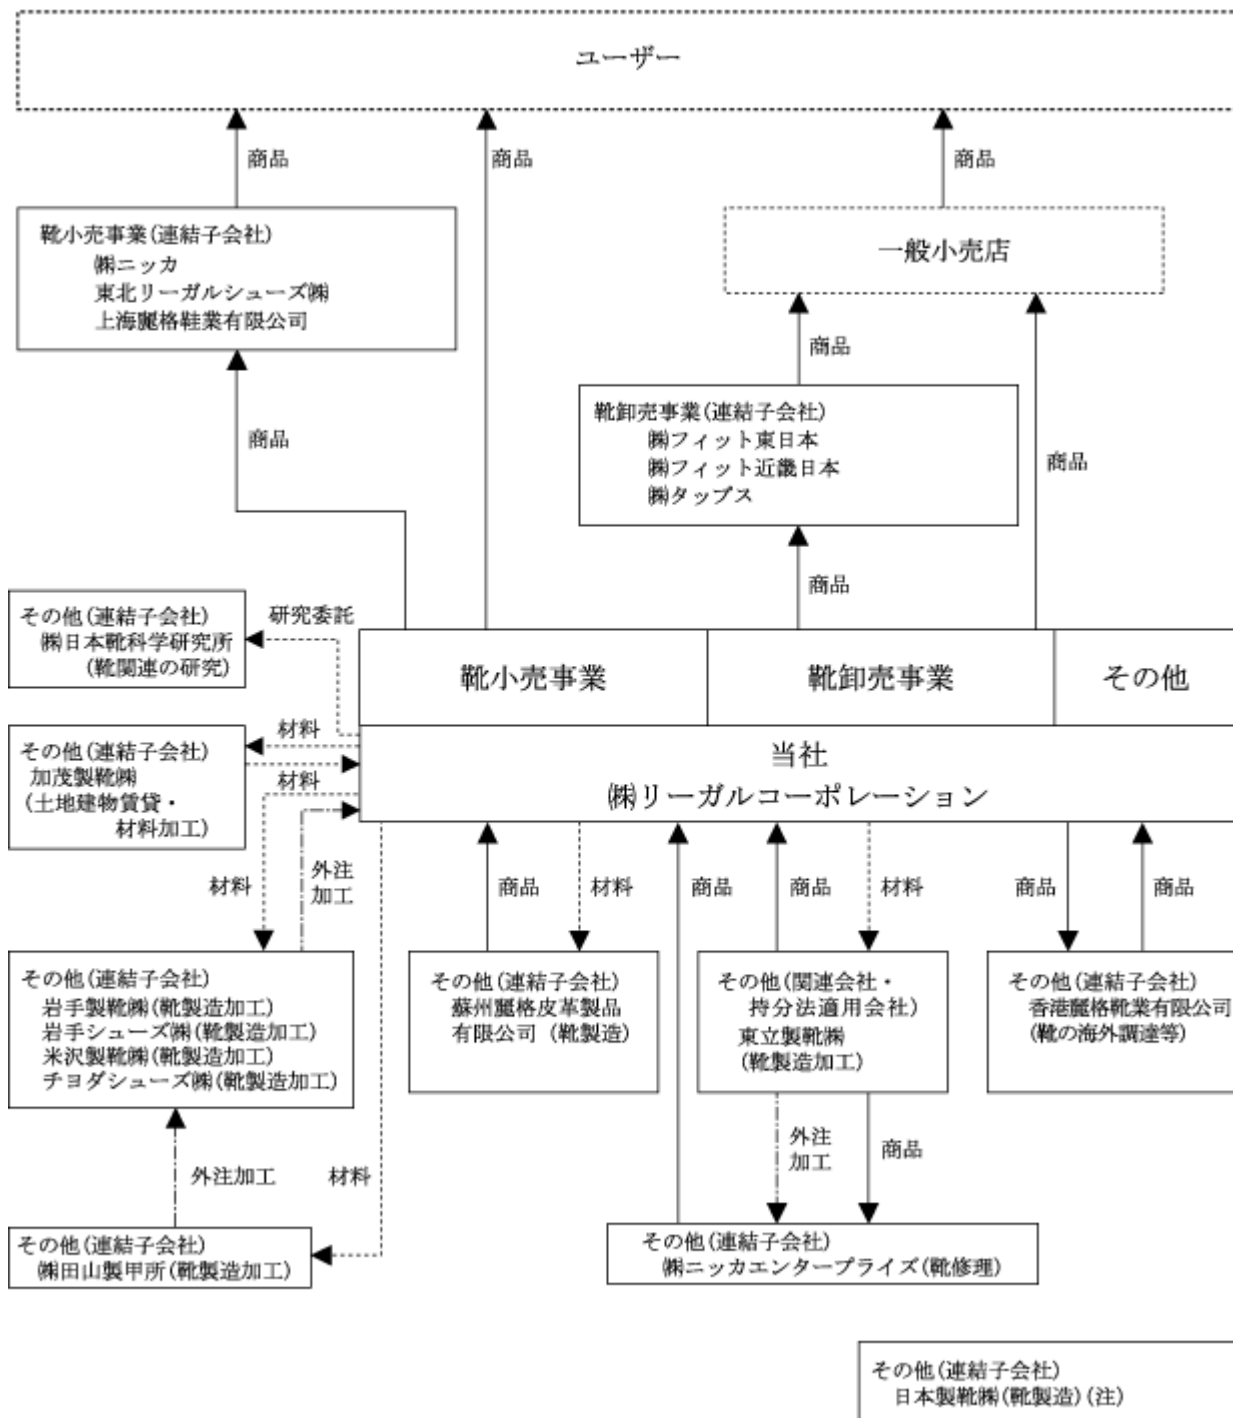 ユーザー
商品
商品
商品
靴小売事業(連結子会社)
㈱ニッカ
東北リーガルシューズ㈱
上海麗格鞋業有限公司
一般小売店
商品
靴卸売事業(連結子会社)
㈱フィット東日本
㈱フィット近畿日本
㈱タップス
商品
商品
商品
その他(連結子会社)
㈱日本靴科学研究所
(靴関連の研究)
研究委託
靴小売事業
靴卸売事業
その他
当社
㈱リーガルコーポレーション
その他(連結子会社)
加茂製靴㈱
(土地建物賃貸・
材料加工)
材料
材料
材料
外注
加工
商品
材料
商品
商品
材料
商品
商品
その他(連結子会社)
岩手製靴㈱(靴製造加工)
岩手シューズ㈱(靴製造加工)
米沢製靴㈱(靴製造加工)
チヨダシューズ㈱(靴製造加工)
その他(連結子会社)
蘇州麗格皮革製品
有限公司(靴製造)
その他(関連会社・
持分法適用会社)
東立製靴㈱
(靴製造加工)
その他(連結子会社)
香港麗格靴業有限公司
(靴の海外調達等)
外注加工
材料
外注
加工
商品
その他(連結子会社)
㈱田山製甲所(靴製造加工)
その他(連結子会社)
㈱ニッカエンタープライズ(靴修理)
その他(連結子会社)
日本製靴㈱(靴製造)(注)